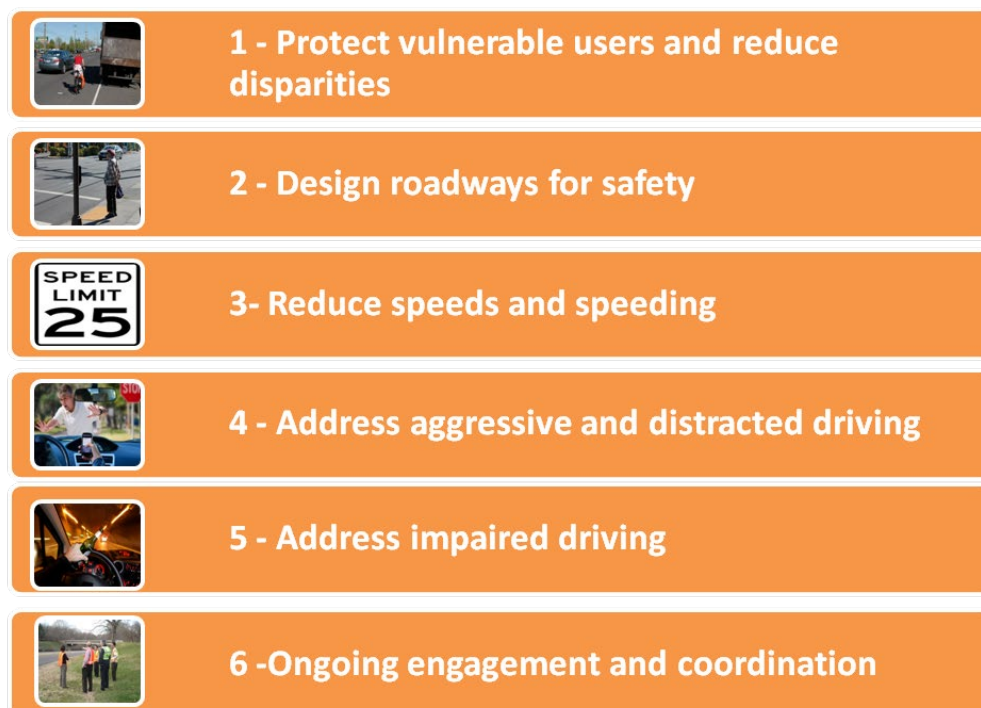 1 - Protect vulnerable users and reduce
disparities
2 - Design roadways for safety
SPEED
LIMIT
25
3- Reduce speeds and speeding
STOP
4 - Address aggressive and distracted driving
5 - Address impaired driving
6 -Ongoing engagement and coordination